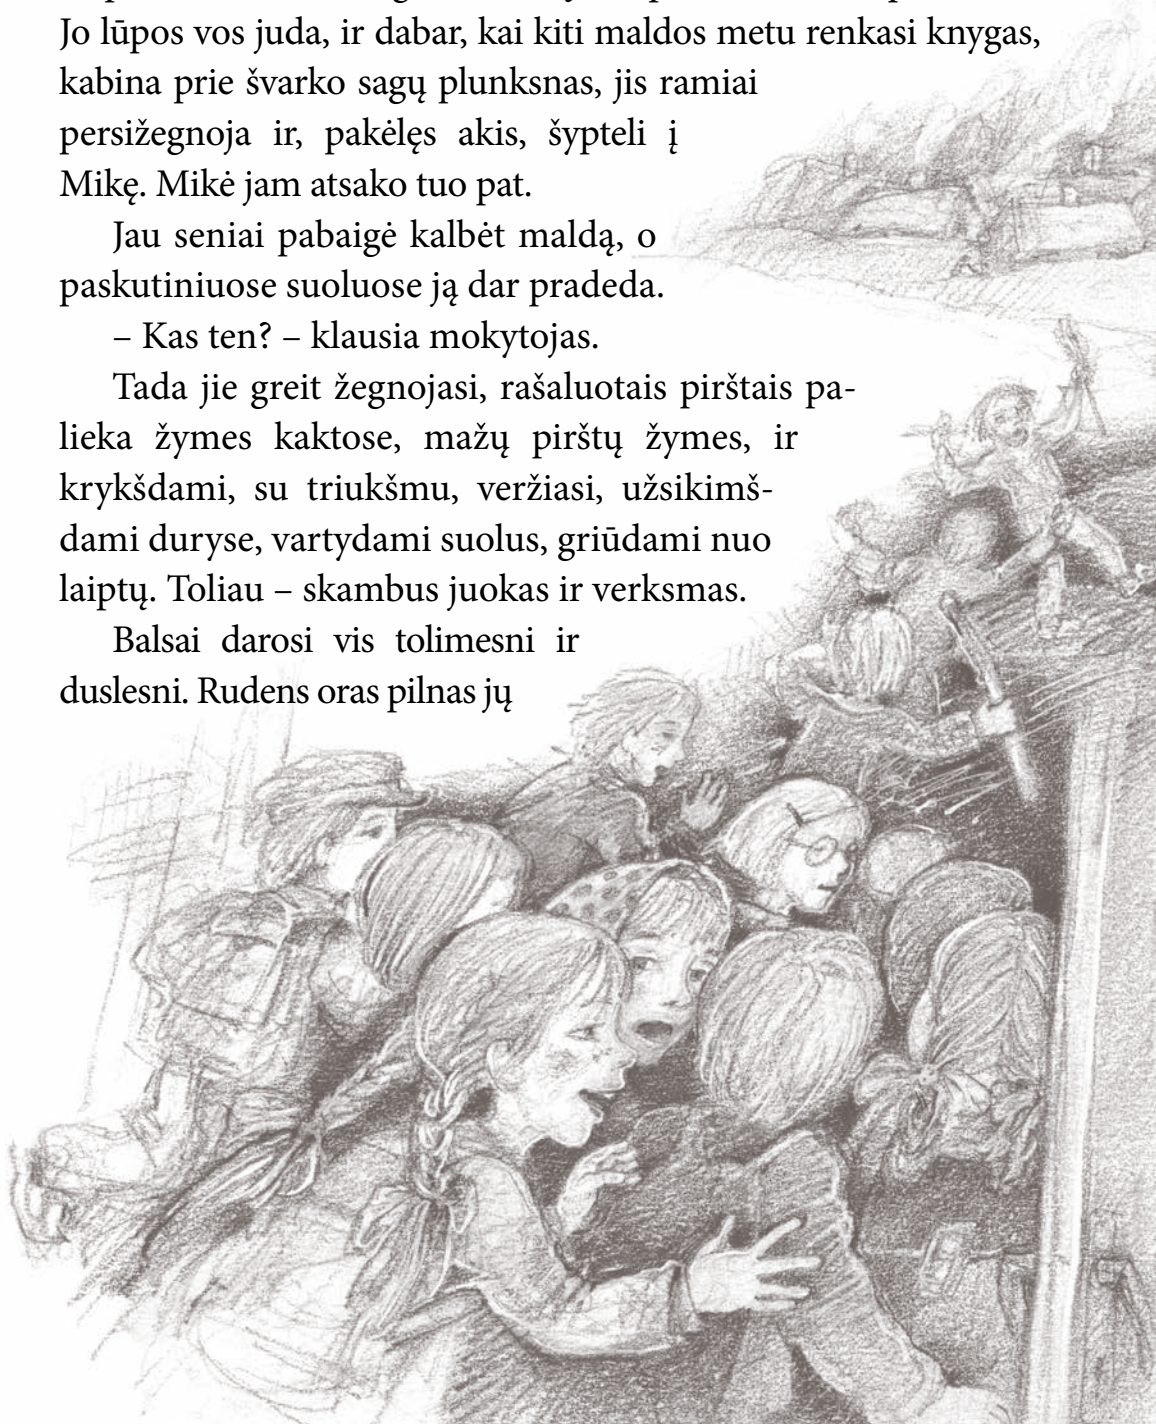 Jo lūpos vos juda, ir dabar, kai kiti maldos metu renkasi knygas,
kabina prie švarko sagų plunksnas, jis ramiai
persižegnoja ir, pakėlęs akis, šypteli į
Mikę. Mikė jam atsako tuo pat.
Jau seniai pabaigė kalbėt maldą, o
paskutiniuose suoluose ją dar pradeda.
– Kas ten? – klausia mokytojas.
Tada jie greit žegnojasi, rašaluotais pirštais pa-
lieka žymes kaktose, mažų pirštų žymes, ir
krykšdami, su triukšmu, veržiasi, užsikimš-
dami duryse, vartydami suolus, griūdami nuo
laiptų. Toliau – skambus juokas ir verksmas.
Balsai darosi vis tolimesni ir
duslesni. Rudens oras pilnas jų